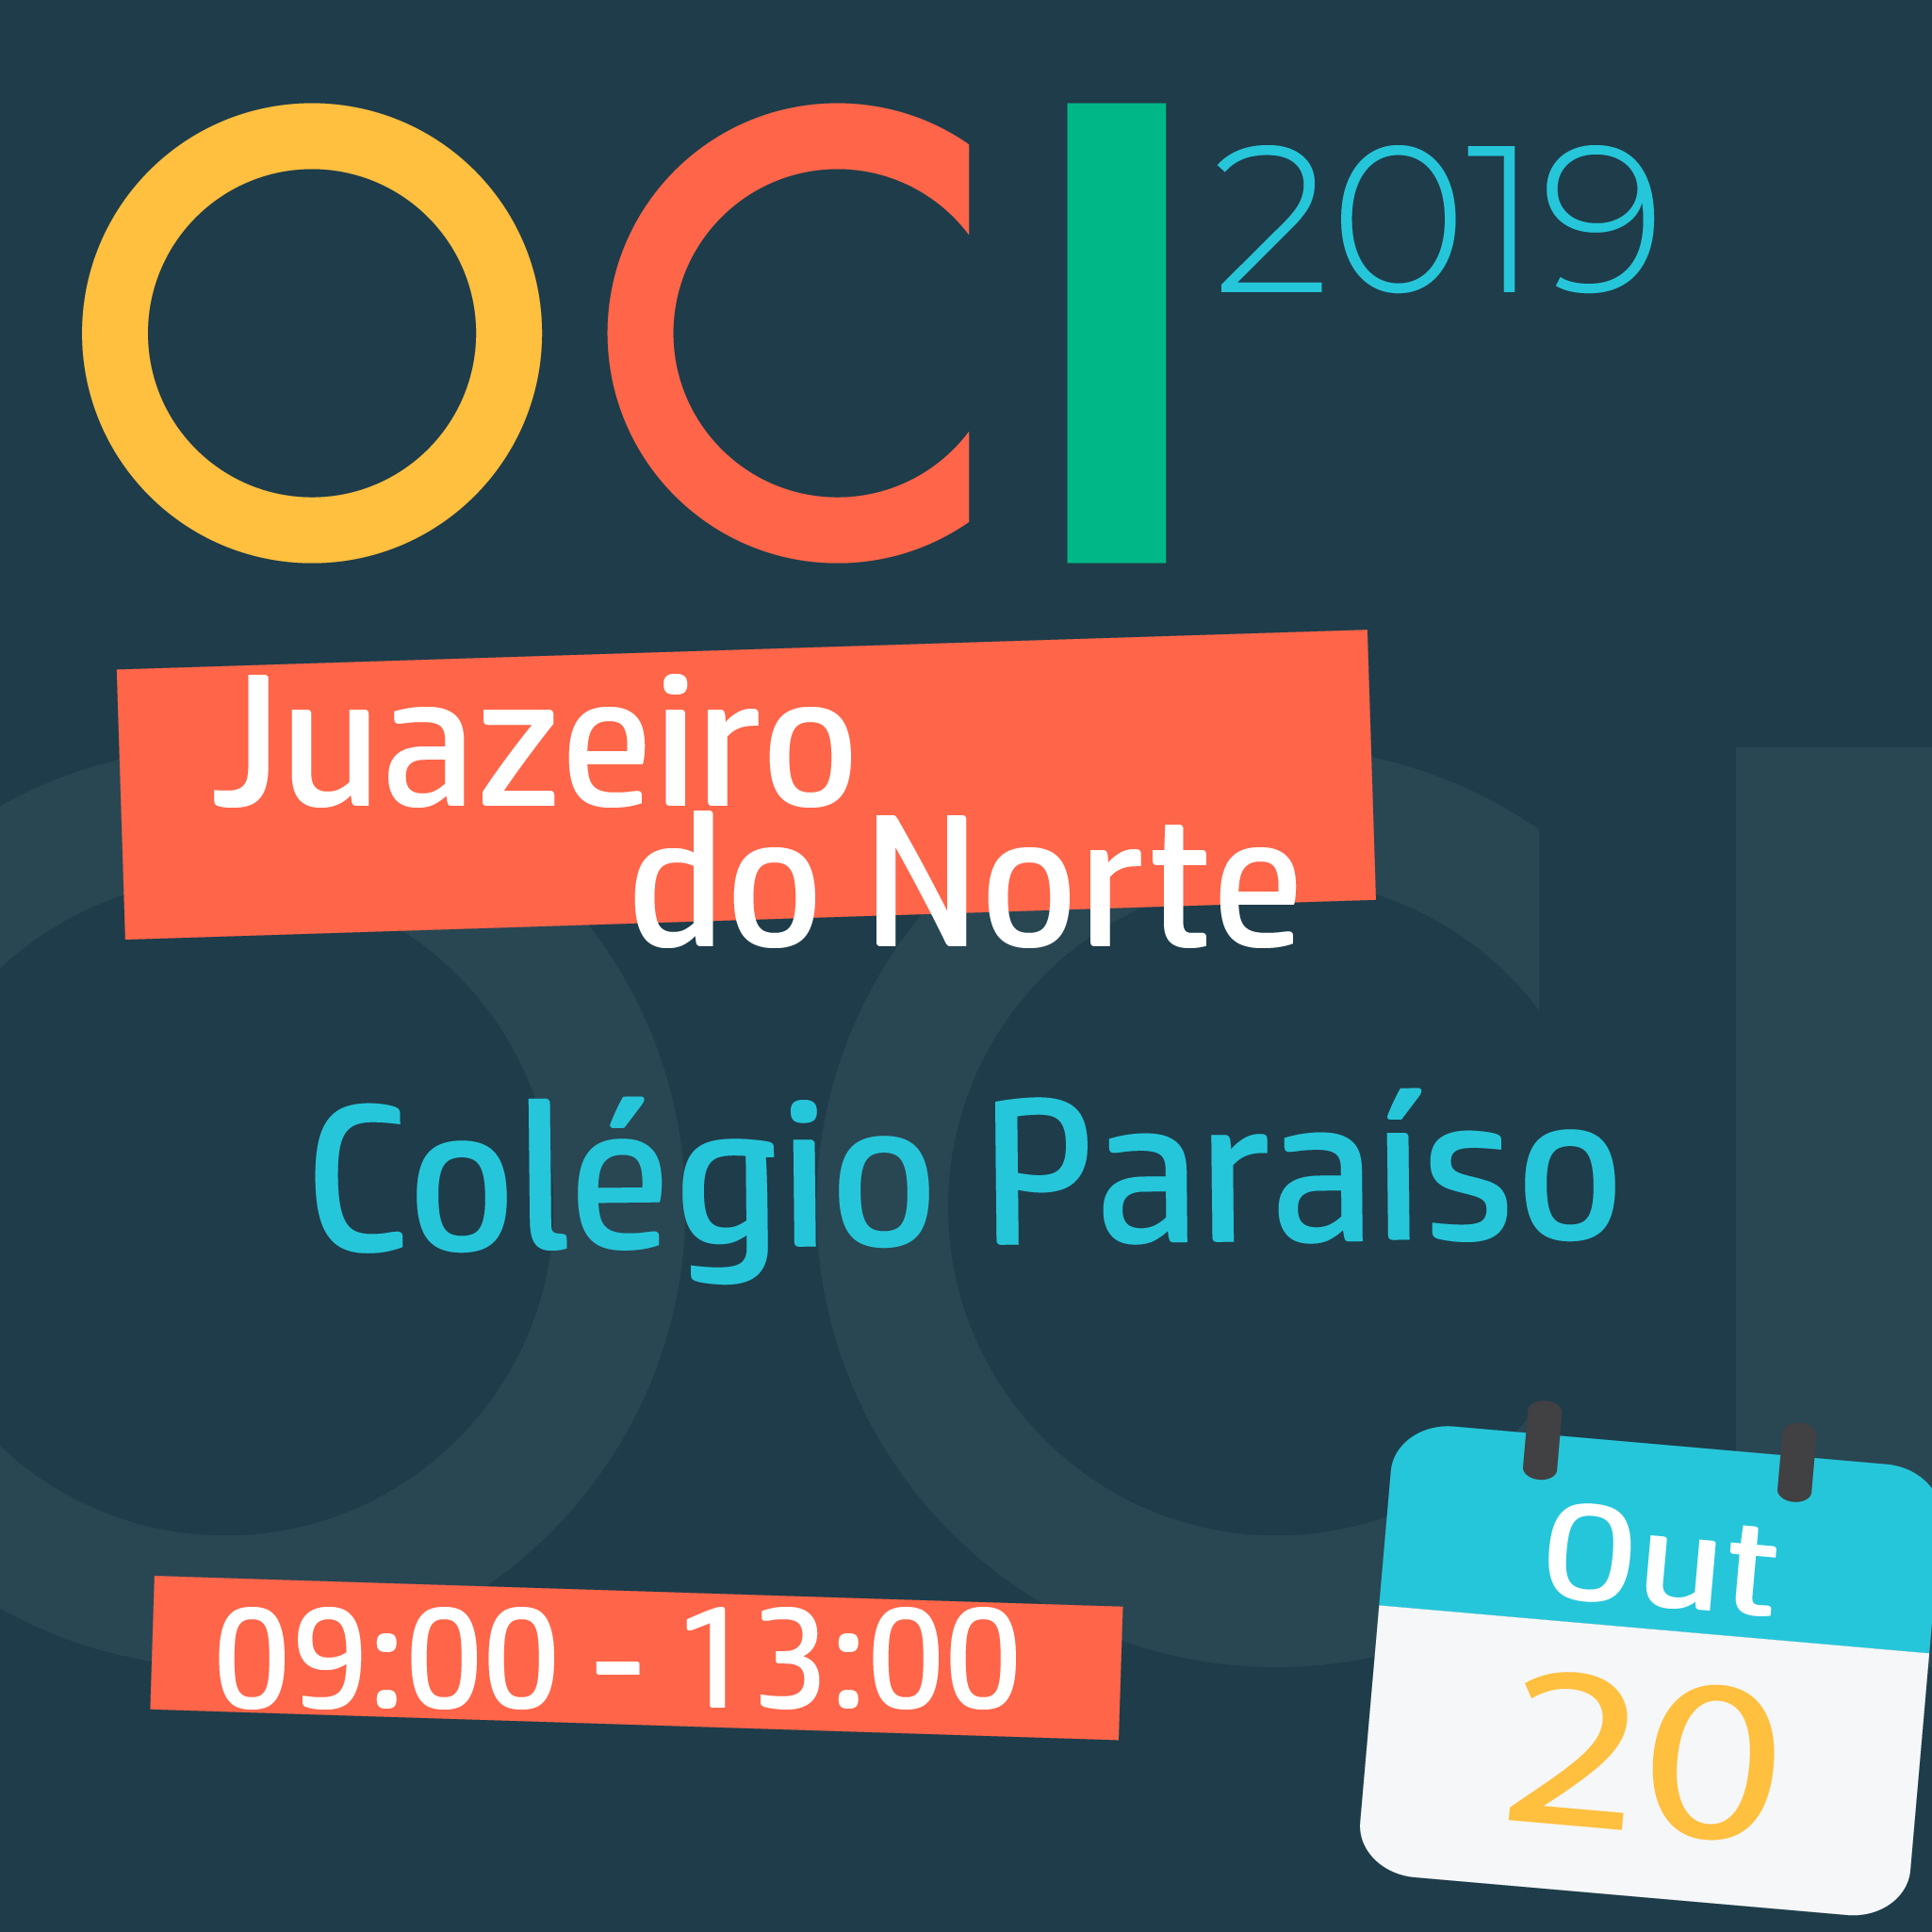 OCI 2019
Juazeiro
do Norte
Colégio Paraíso
09:00 - 13:00
Out
20